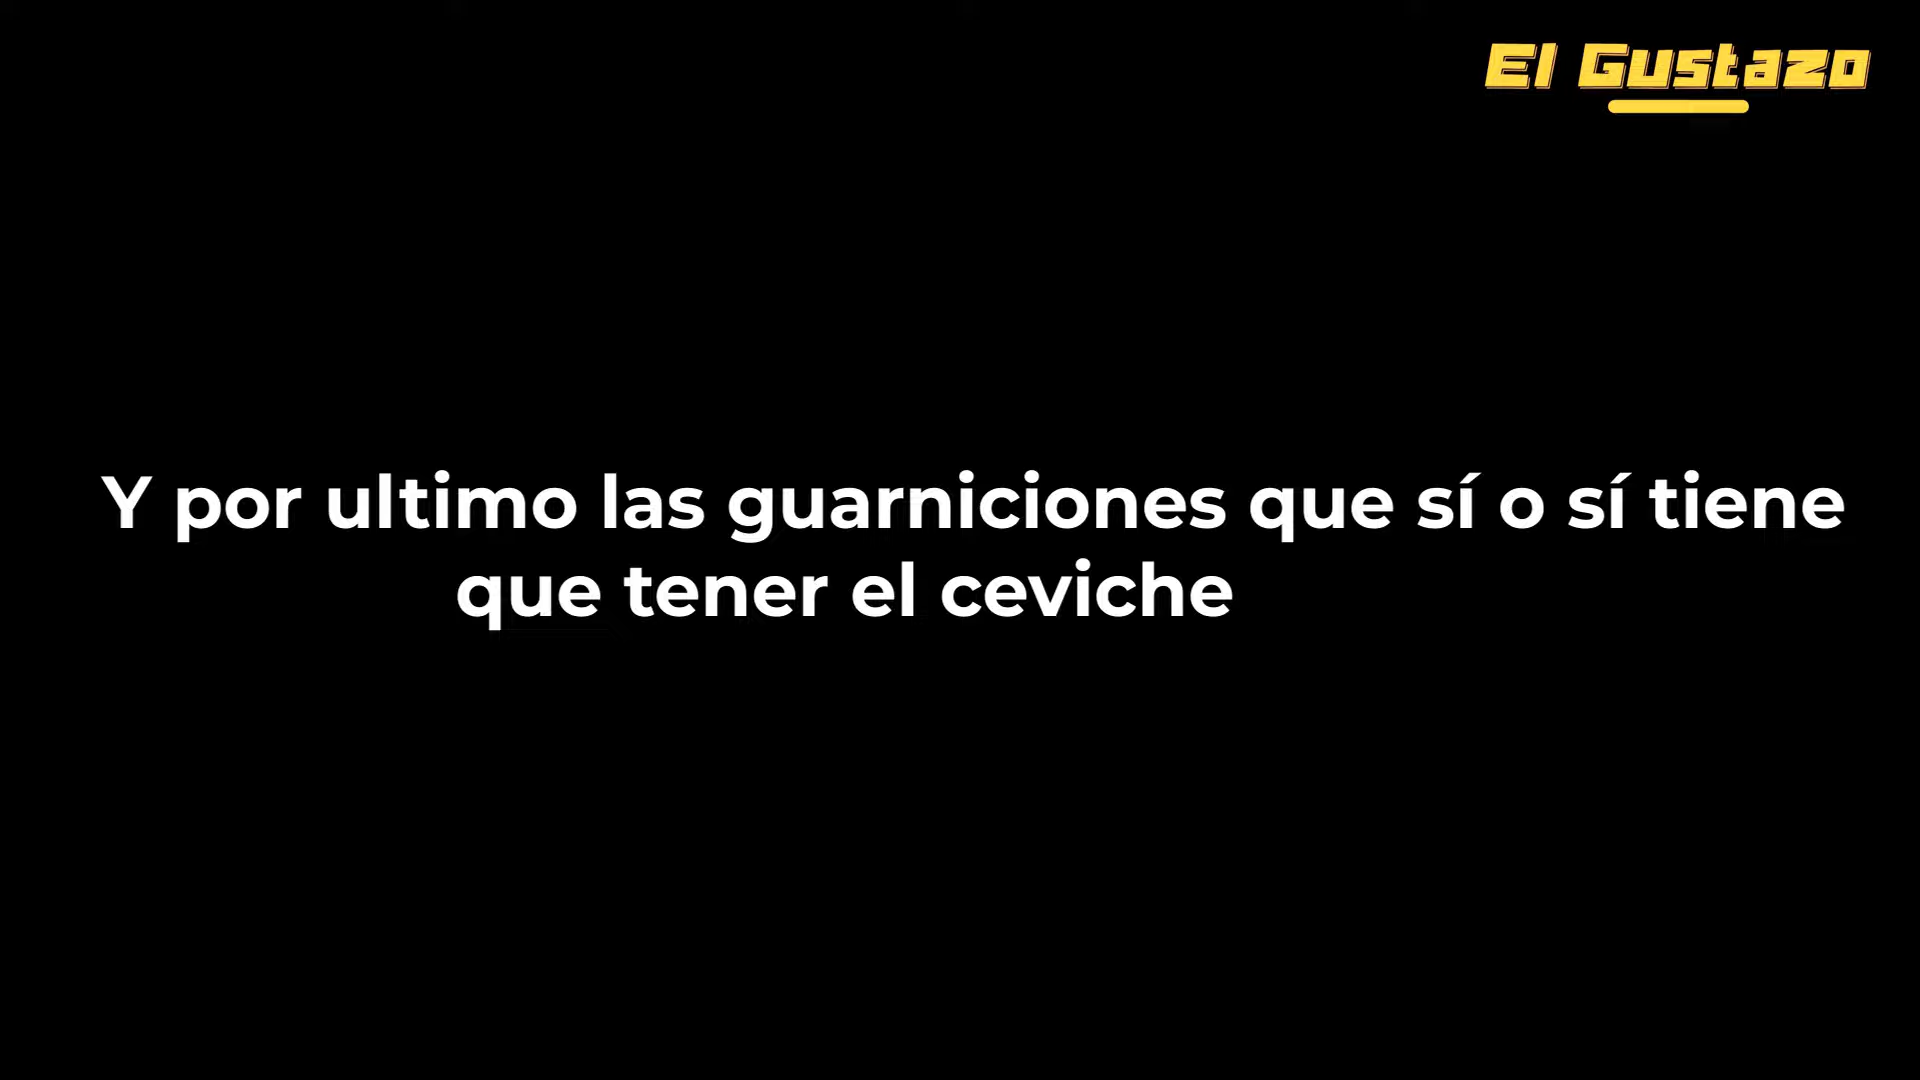 El Gustazo
Y por ultimo las guarniciones que sí o sí tiene
que tener el ceviche